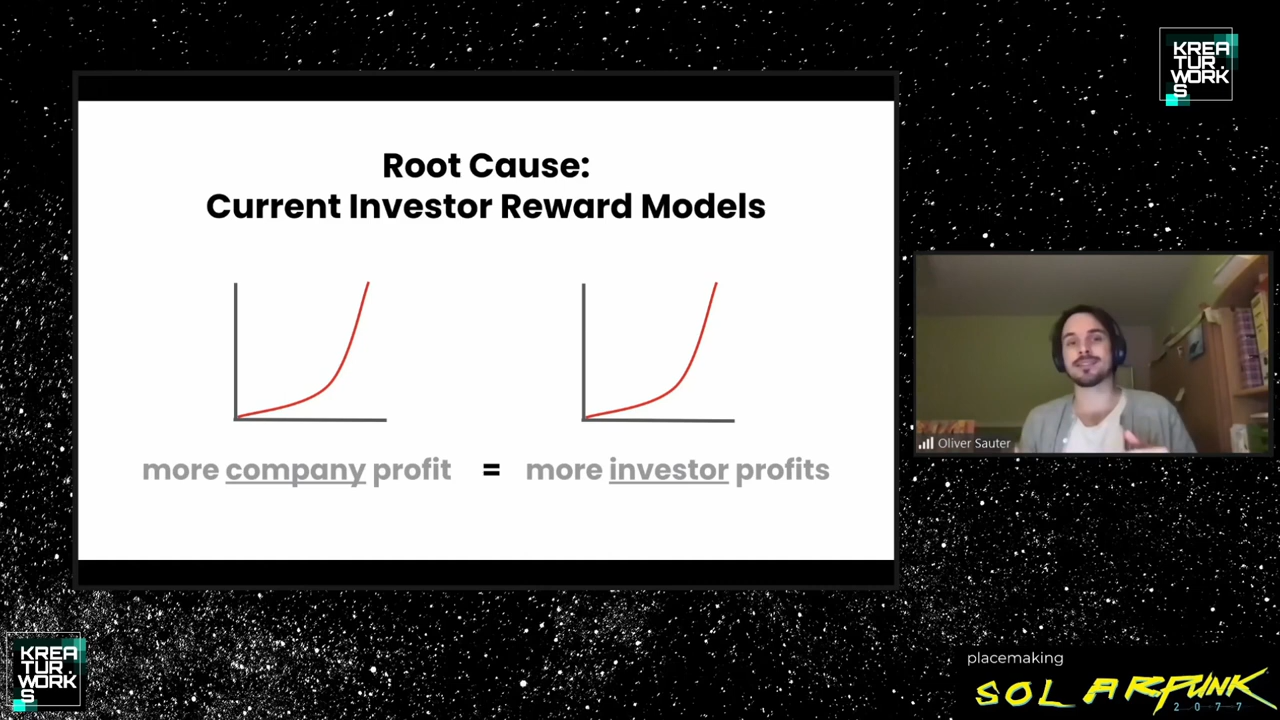 KREA
TUR.
WORK
S
Root Cause:
Current Investor Reward Models
more company profit = more investor profits
Oliver Sauter
KREA
TUR.
WORK
S
placemaking
SOLARPUNK
2077